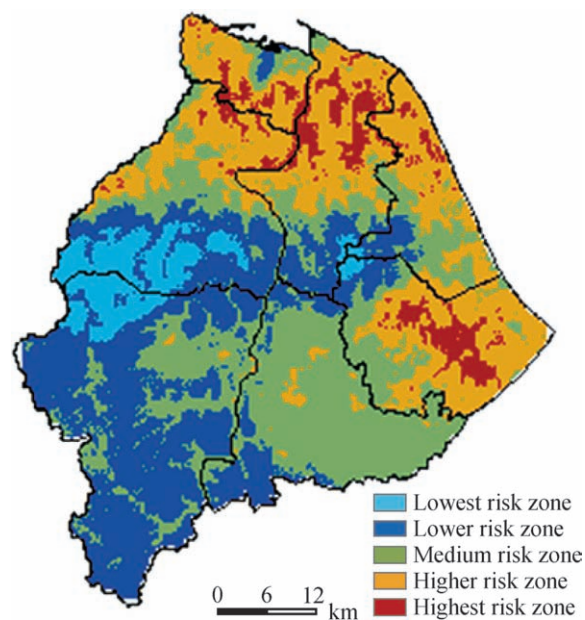 Lowest risk zone
Lower risk zone
Medium risk zone
Higher risk zone
0 6 12
km
Highest risk zone